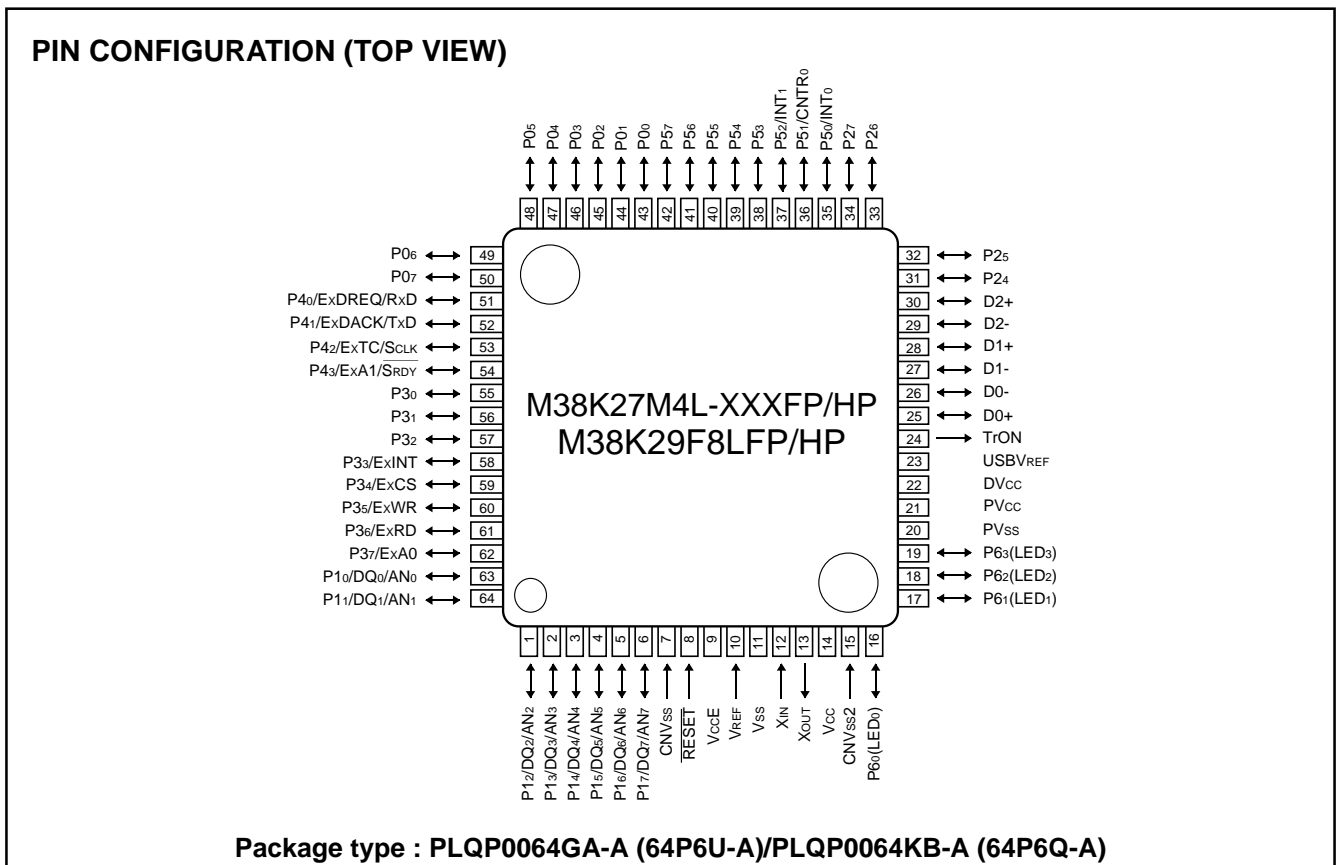 PIN CONFIGURATION (TOP VIEW)
P05
P04
P03
P02
P01
P00
P57
P56
P55
P54
P53
P52/INT1
P51/CNTR0
P50/INT0
P27
P26
48
47
46
45
44
43
42
41
40
39
38
37
36
35
34
33
P06 49
P07 50
P40/EXDREQ/RXD 51
P41/EXDACK/TXD 52
P42/EXTC/SCLK 53
P43/EXA1/SRDY 54
P30 55
P31 56
P32 57
P33/EXINT 58
P34/EXCS 59
P35/EXWR 60
P36/EXRD 61
P37/EXA0 62
P10/DQ0/AN0 63
P11/DQ1/AN1 64
M38K27M4L-XXXFP/HP
M38K29F8LFP/HP
32 P25
31 P24
30 D2+
29 D2-
28 D1+
27 D1-
26 D0-
25 D0+
24 TrON
23 USBVREF
22 DVCC
21 PVCC
20 PVSS
19 P63(LED3)
18 P62(LED2)
17 P61(LED1)
1
2
3
4
5
6
7
8
9
10
11
12
13
14
15
16
P12/DQ2/AN2
P13/DQ3/AN3
P14/DQ4/AN4
P15/DQ5/AN5
P16/DQ6/AN6
P17/DQ7/AN7
CNVSS
RESET
VCCE
VREF
VSS
XIN
XOUT
VCC
CNVSS2
P60(LED0)
Package type : PLQP0064GA-A (64P6U-A)/PLQP0064KB-A (64P6Q-A)